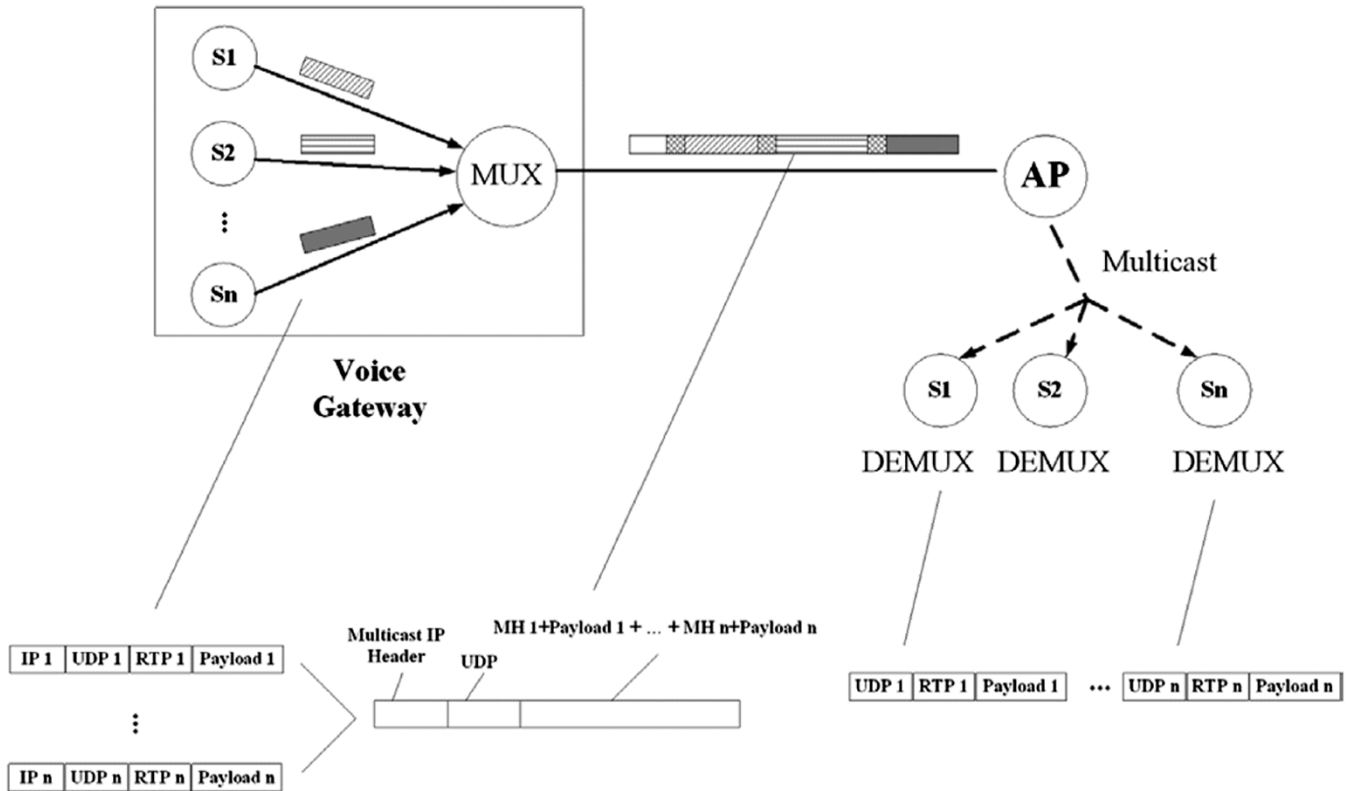 S1
S2
Sn
MUX
Voice
Gateway
AP
Multicast
S1
S2
Sn
DEMUX
DEMUX
DEMUX
IP 1
UDP 1
RTP 1
Payload 1
IP n
UDP n
RTP n
Payload n
Multicast IP
Header
UDP
MH 1+Payload 1 + ... + MH n+Payload n
UDP 1
RTP 1
Payload 1
UDP n
RTP n
Payload n